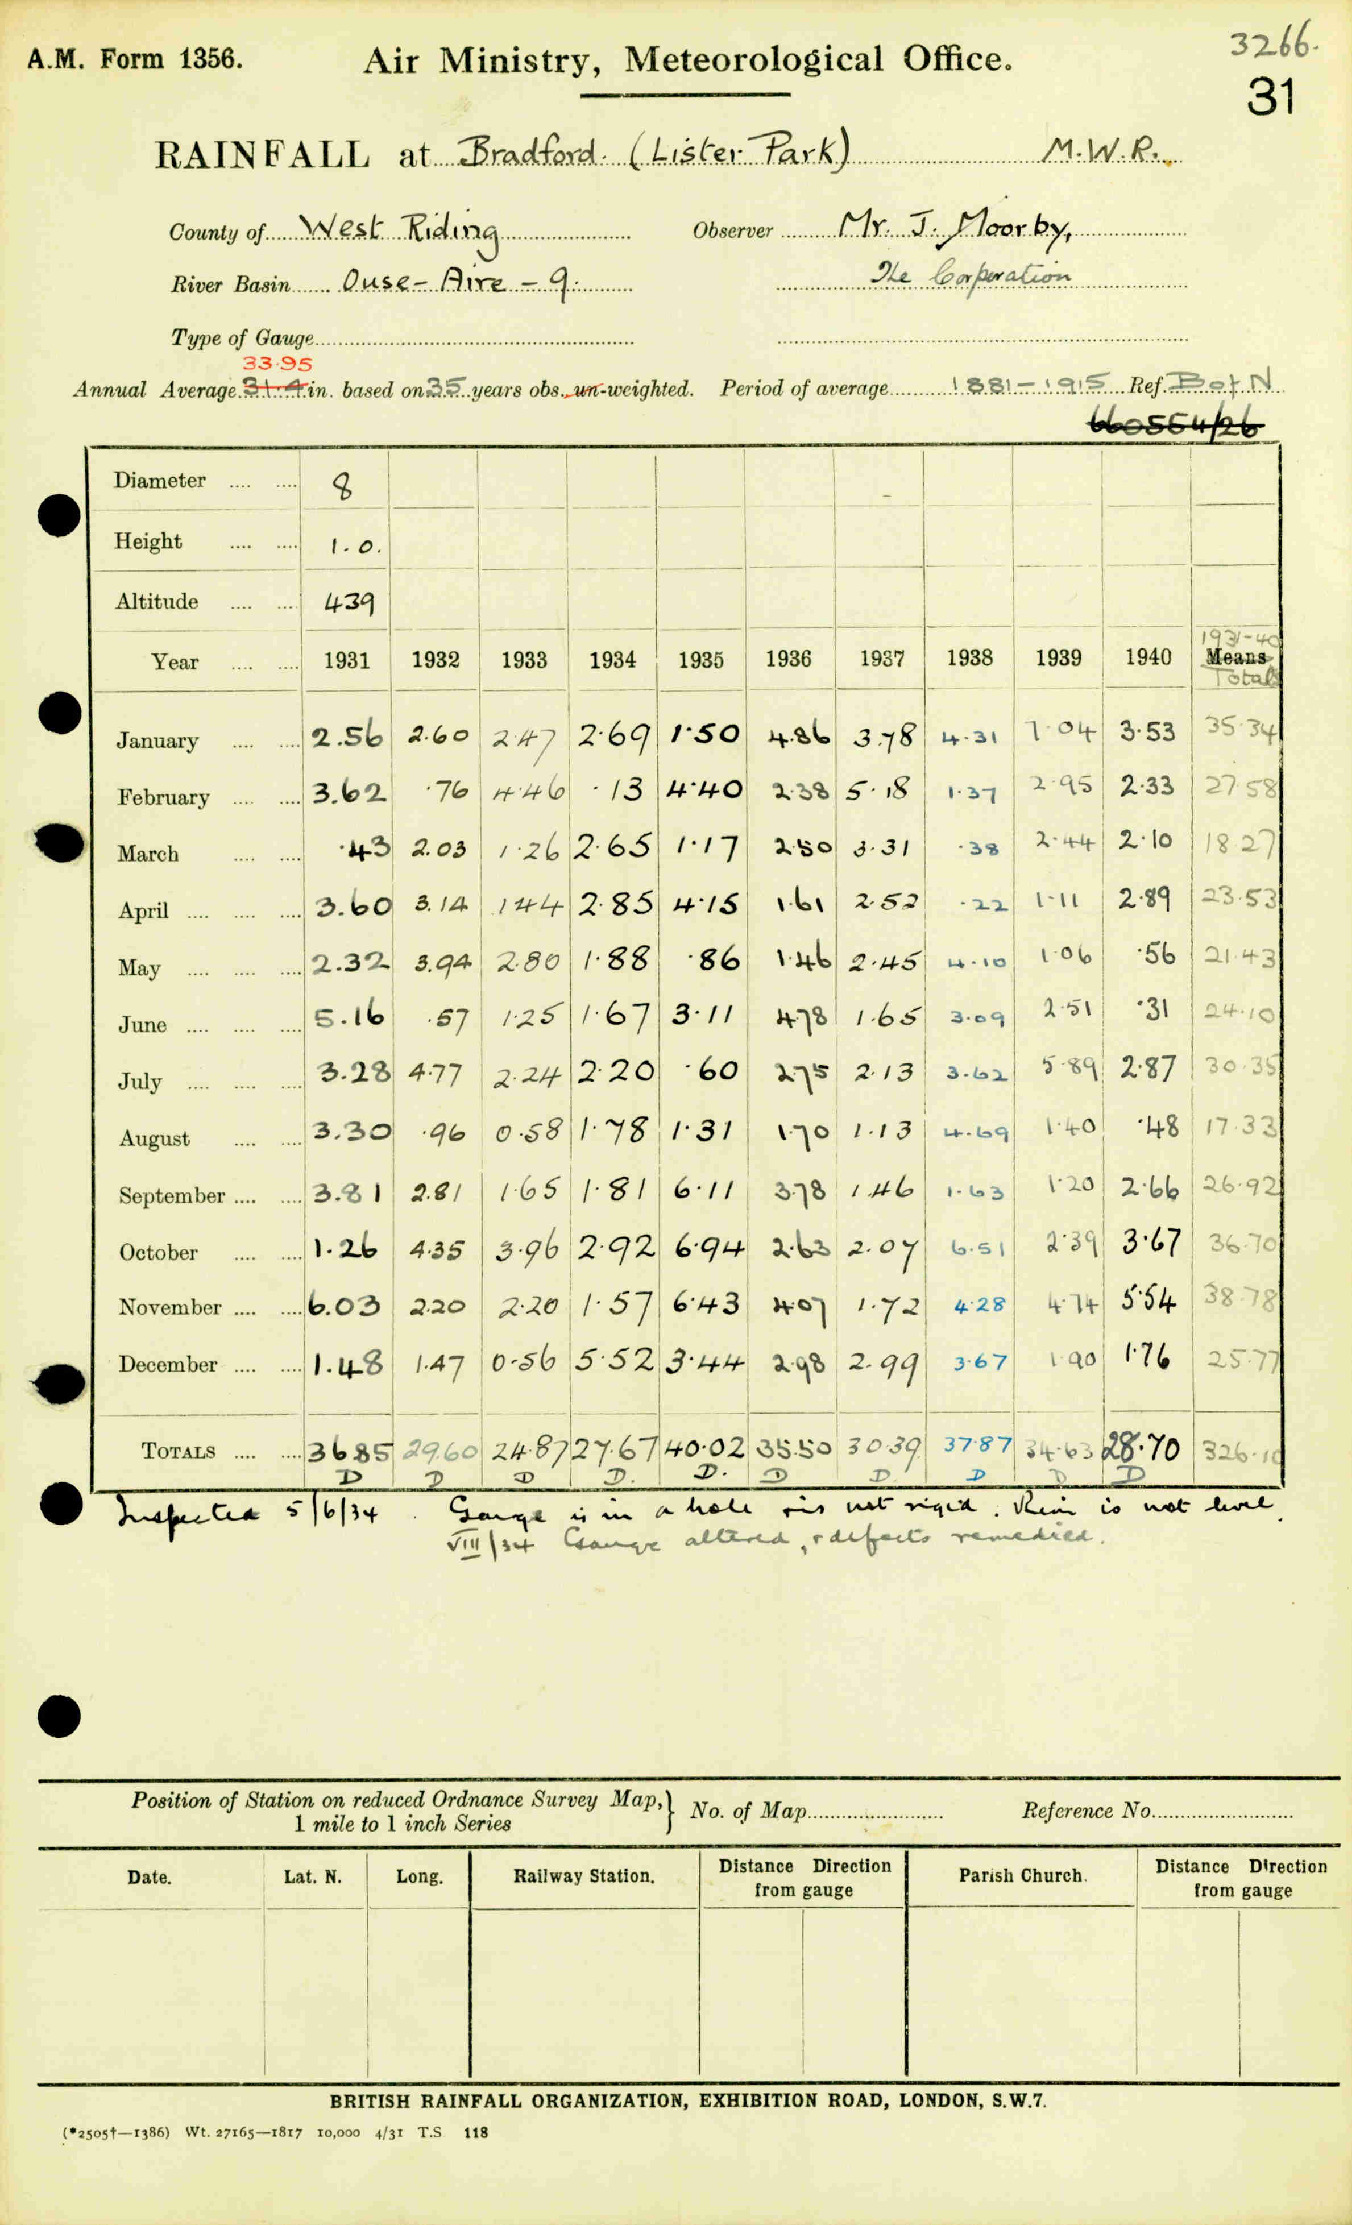 3266.
A.M. Form 1356. Air Ministry, Meteorological Office.
31
RAINFALL at Bradford. (Lister Park) M.W.R.
County of West Riding Observer Mr. J. Moorby,
River Basin Ouse-Aire-9. The Corporation
Type of Gauge
33.95
Annual Average 31.4 in. based on 35 years obs. un-weighted. Period of average 1881-1915 Ref. B of N
660554/26
Diameter 8
Height 1.0.
Altitude 439
1931-40
Year 1931 1932 1933 1934 1935 1936 1937 1938 1939 1940 Means
Totals
January 2.56 2.60 2.47 2.69 1.50 4.86 3.78 4.31 7.04 3.53 35.34
February 3.62 .76 4.46 .13 4.40 2.38 5.18 1.37 2.95 2.33 27.58
March .43 2.03 1.26 2.65 1.17 2.50 3.31 .38 2.44 2.10 18.27
April 3.60 3.14 1.44 2.85 4.15 1.61 2.52 .22 1.11 2.89 23.53
May 2.32 3.94 2.80 1.88 .86 1.46 2.45 4.10 1.06 .56 21.43
June 5.16 .57 1.25 1.67 3.11 4.78 1.65 3.09 2.51 .31 24.10
July 3.28 4.77 2.24 2.20 .60 2.75 2.13 3.62 5.89 2.87 30.35
August 3.30 .96 0.58 1.78 1.31 1.70 1.13 4.69 1.40 .48 17.33
September 3.81 2.81 1.65 1.81 6.11 3.78 1.46 1.63 1.20 2.66 26.92
October 1.26 4.35 3.96 2.92 6.94 2.63 2.07 6.51 2.39 3.67 36.70
November 6.03 2.20 2.20 1.57 6.43 4.07 1.72 4.28 4.74 5.54 38.78
December 1.48 1.47 0.56 5.52 3.44 2.98 2.99 3.67 1.90 1.76 25.77
TOTALS 36.85 29.60 24.87 27.67 40.02 35.50 30.39 37.87 34.63 28.70 326.10
D D D D. D. D D. D D D
Inspected 5/6/34. Gauge is in a hole & is not rigid. Rim is not level.
VIII/34 Gauge altered, & defects remedied.
Position of Station on reduced Ordnance Survey Map,} No. of Map Reference No.
1 mile to 1 inch Series
Date. Lat. N. Long. Railway Station. Distance Direction from gauge Parish Church. Distance Direction from gauge
BRITISH RAINFALL ORGANIZATION, EXHIBITION ROAD, LONDON, S.W.7.
(*2505†—1386) Wt. 27165—1817 10,000 4/31 T.S. 118